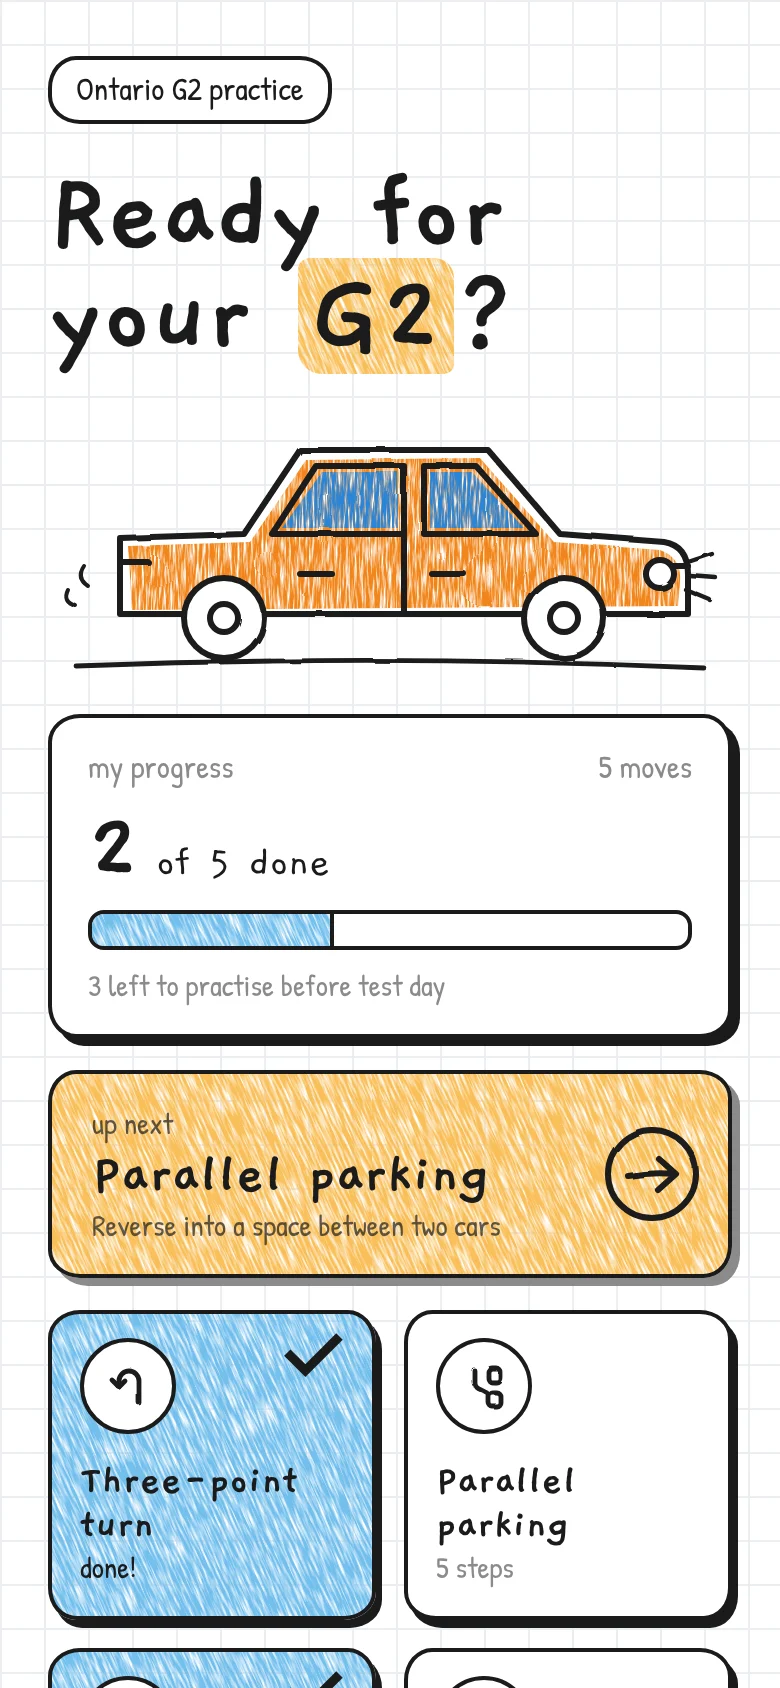 Ontario G2 practice
Ready for
your G2?
my progress
5 moves
2 of 5 done
3 left to practise before test day
up next
Parallel parking
Reverse into a space between two cars
Three-point
turn
done!
Parallel
parking
5 steps